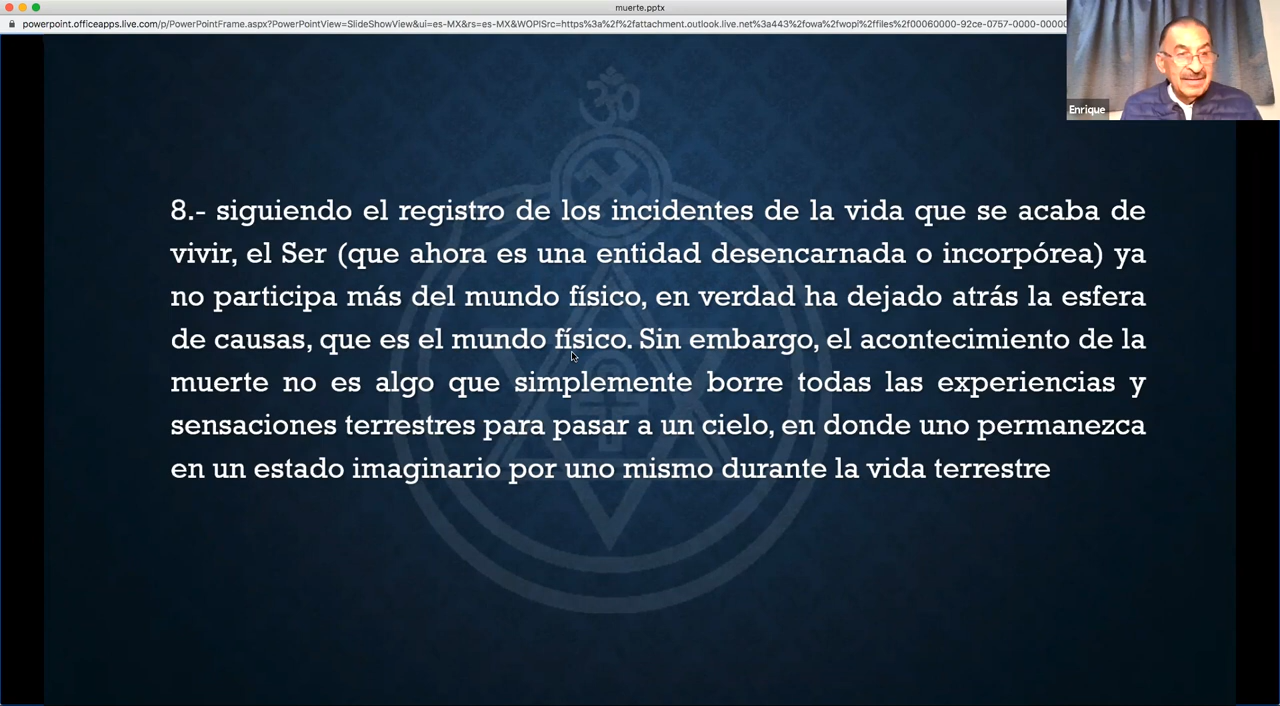 muerte.pptx
powerpoint.officeapps.live.com/p/PowerPointFrame.aspx?PowerPointView=SlideShowView&ui=es-MX&rs=es-MX&WOPISrc=https%3a%2f%2fattachment.outlook.live.net%3a443%2fowa%2fwopi%2ffiles%2f00060000-92ce-0757-0000-00000
Enrique
ॐ
8.- siguiendo el registro de los incidentes de la vida que se acaba de
vivir, el Ser (que ahora es una entidad desencarnada o incorpórea) ya
no participa más del mundo físico, en verdad ha dejado atrás la esfera
de causas, que es el mundo físico. Sin embargo, el acontecimiento de la
muerte no es algo que simplemente borre todas las experiencias y
sensaciones terrestres para pasar a un cielo, en donde uno permanezca
en un estado imaginario por uno mismo durante la vida terrestre